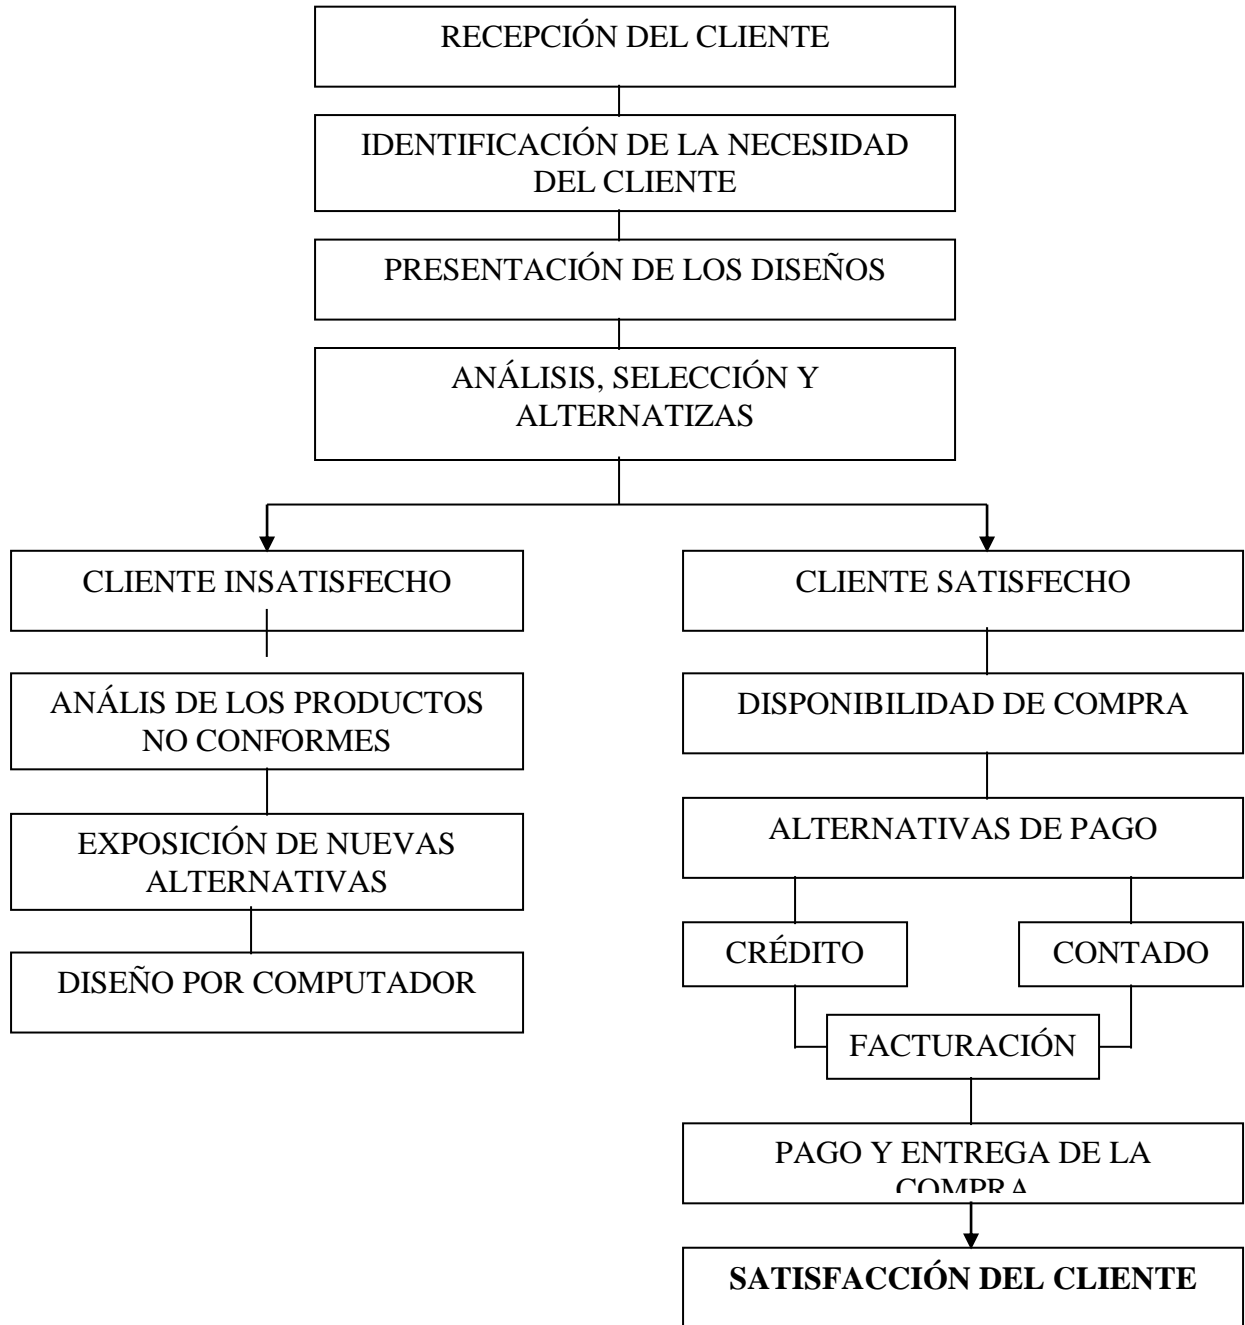 RECEPCIÓN DEL CLIENTE
IDENTIFICACIÓN DE LA NECESIDAD
DEL CLIENTE
PRESENTACIÓN DE LOS DISEÑOS
ANÁLISIS, SELECCIÓN Y
ALTERNATIZAS
CLIENTE INSATISFECHO
ANÁLIS DE LOS PRODUCTOS
NO CONFORMES
EXPOSICIÓN DE NUEVAS
ALTERNATIVAS
DISEÑO POR COMPUTADOR
CLIENTE SATISFECHO
DISPONIBILIDAD DE COMPRA
ALTERNATIVAS DE PAGO
CRÉDITO
CONTADO
FACTURACIÓN
PAGO Y ENTREGA DE LA
COMPRA
SATISFACCIÓN DEL CLIENTE